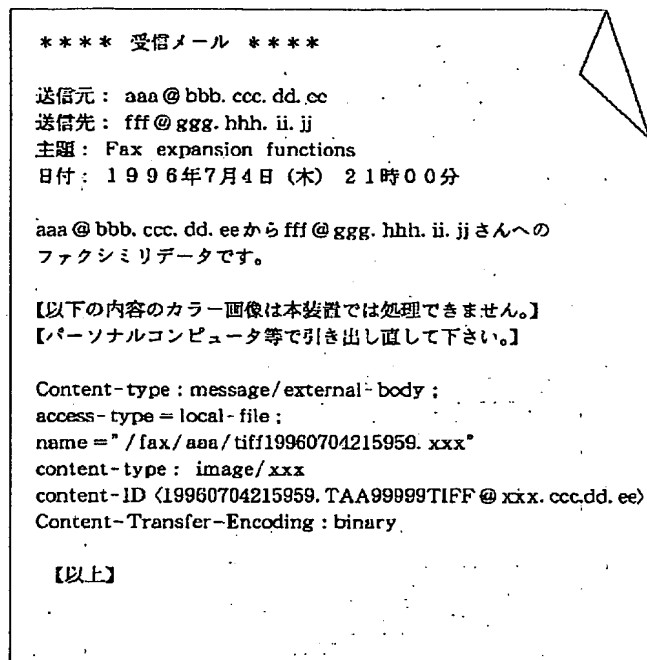 **** 受信メール ****
送信元： aaa@bbb.ccc.dd.ee
送信先： fff@ggg.hhh.ii.jj
主題： Fax expansion functions
日付： １９９６年７月４日（木） ２１時００分
aaa@bbb.ccc.dd.eeからfff@ggg.hhh.ii.jjさんへの
ファクシミリデータです。
【以下の内容のカラー画像は本装置では処理できません。】
【パーソナルコンピュータ等で引き出し直して下さい。】
Content-type : message/external-body ;
access-type = local-file ;
name = "/fax/aaa/tiff19960704215959.xxx"
content-type : image/xxx
content-ID 〈19960704215959.TAA99999TIFF@xxx.ccc.dd.ee〉
Content-Transfer-Encoding : binary
【以上】